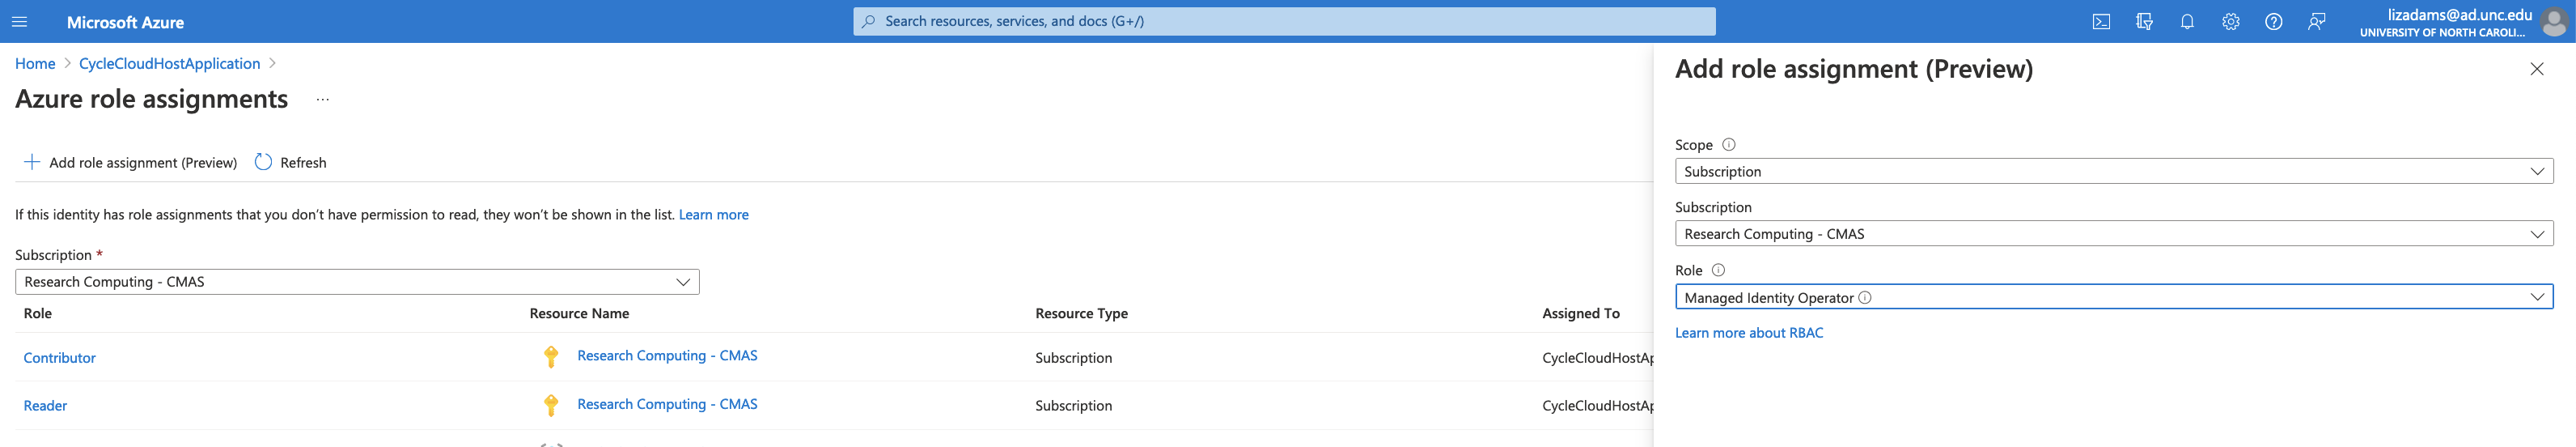 Microsoft Azure
Search resources, services, and docs (G+/)
lizadams@ad.unc.edu
UNIVERSITY OF NORTH CAROLI...
Home > CycleCloudHostApplication >
Azure role assignments ...
Add role assignment (Preview) Refresh
If this identity has role assignments that you don't have permission to read, they won't be shown in the list. Learn more
Subscription *
Research Computing - CMAS
Role Resource Name Resource Type Assigned To
Contributor Research Computing - CMAS Subscription CycleCloudHostAp
Reader Research Computing - CMAS Subscription CycleCloudHostAp
Add role assignment (Preview)
Scope
Subscription
Subscription
Research Computing - CMAS
Role
Managed Identity Operator
Learn more about RBAC